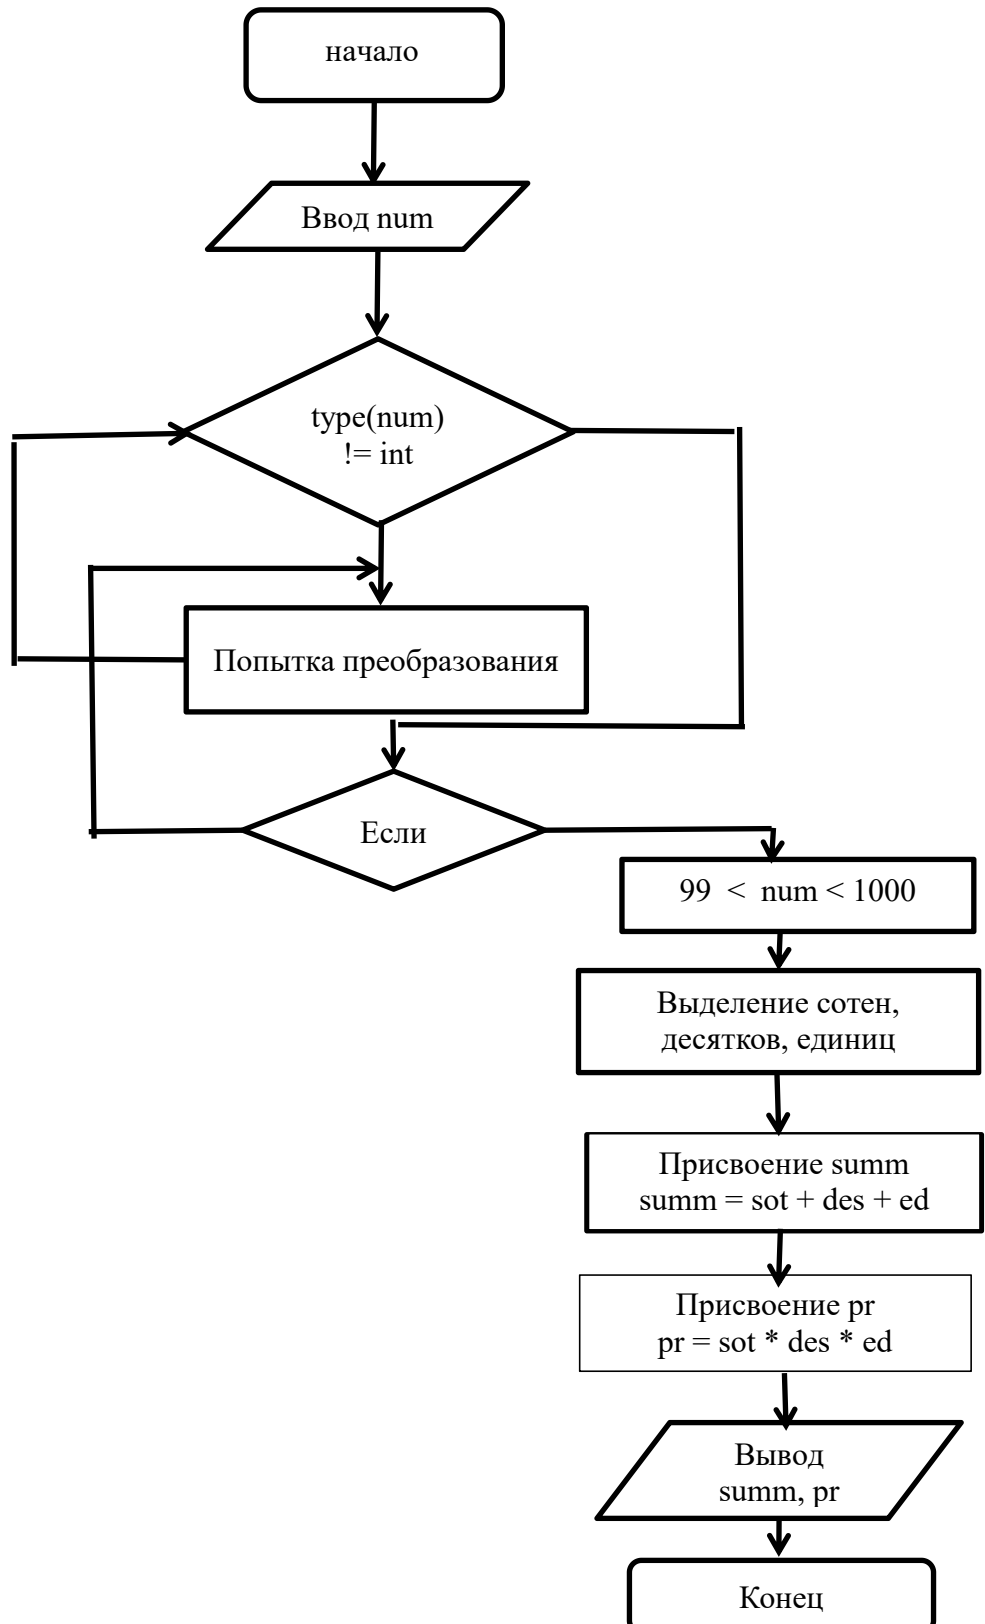 начало
Ввод num
type(num)
!= int
Попытка преобразования
Если
99 < num < 1000
Выделение сотен,
десятков, единиц
Присвоение summ
summ = sot + des + ed
Присвоение pr
pr = sot * des * ed
Вывод
summ, pr
Конец